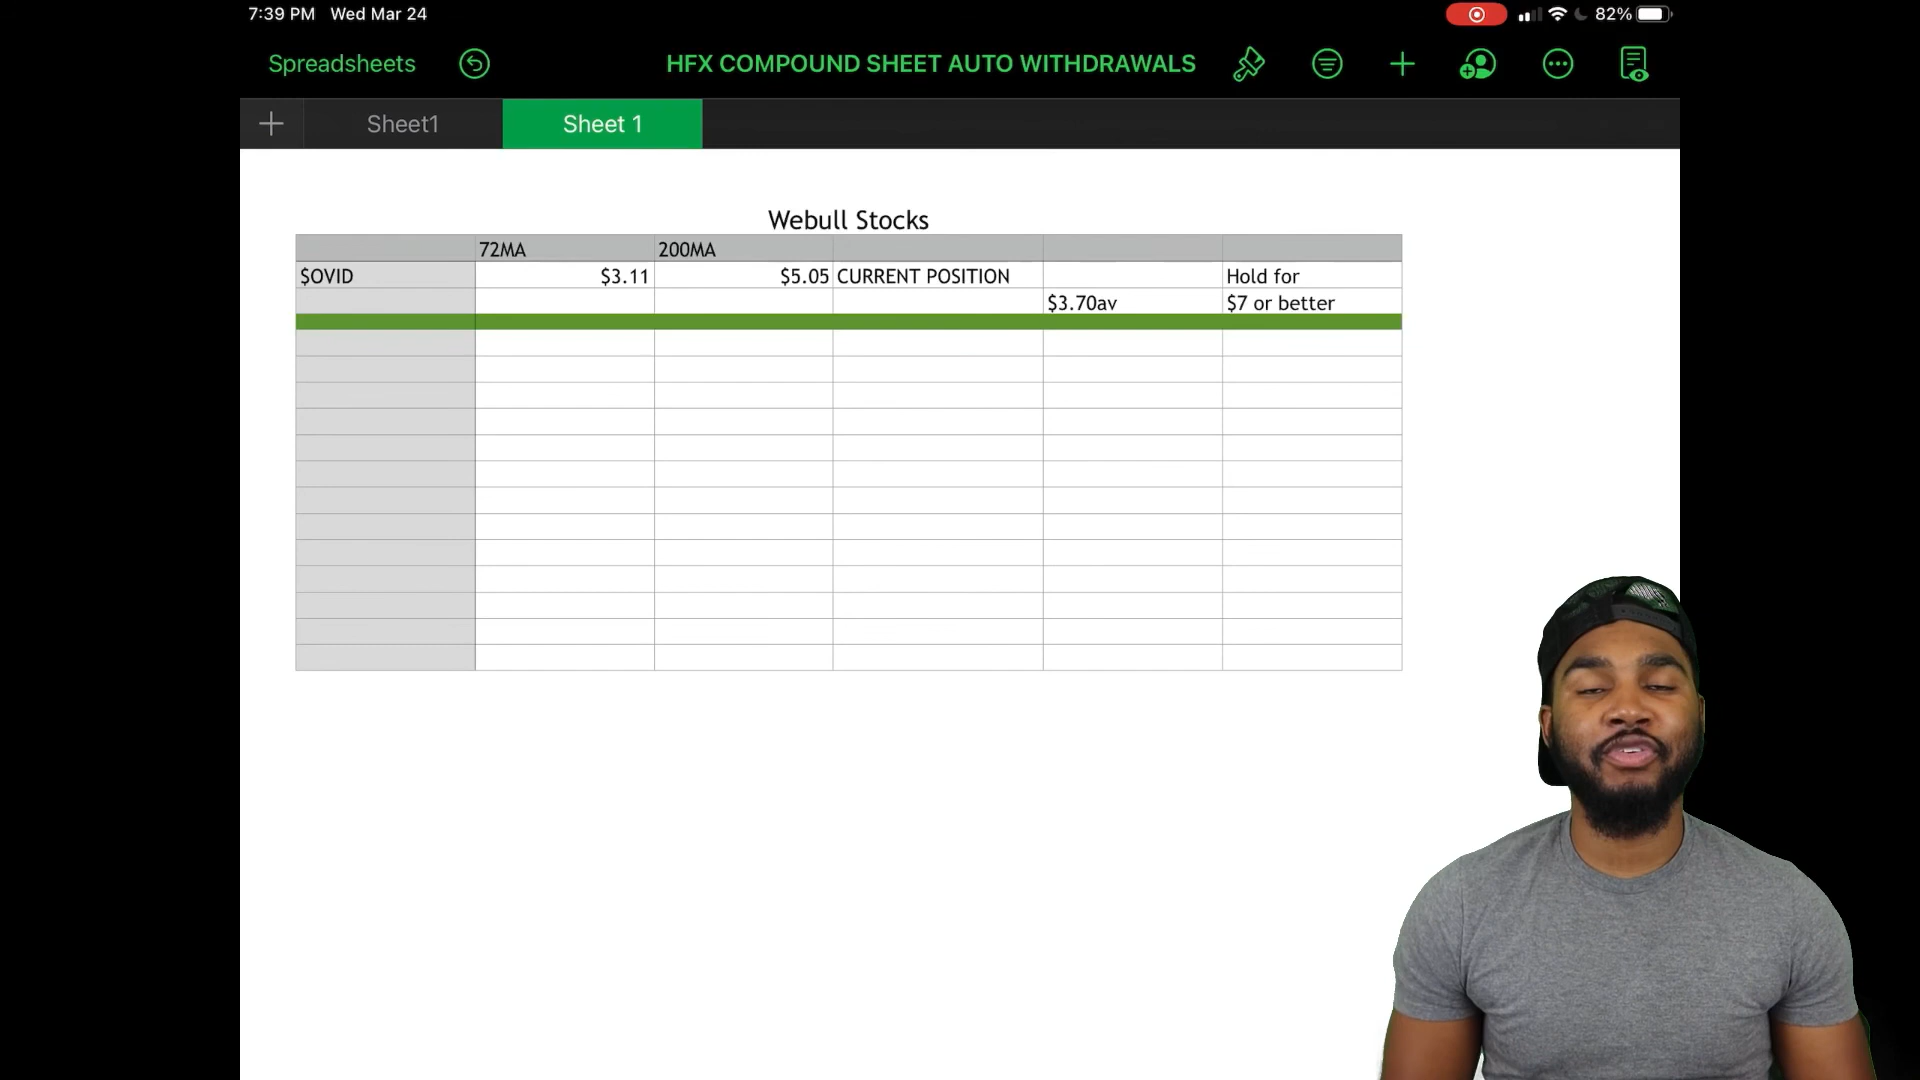 7:39 PM Wed Mar 24 82%
Spreadsheets HFX COMPOUND SHEET AUTO WITHDRAWALS
Sheet1 Sheet 1
Webull Stocks
72MA 200MA
$OVID $3.11 $5.05 CURRENT POSITION Hold for
$3.70av $7 or better